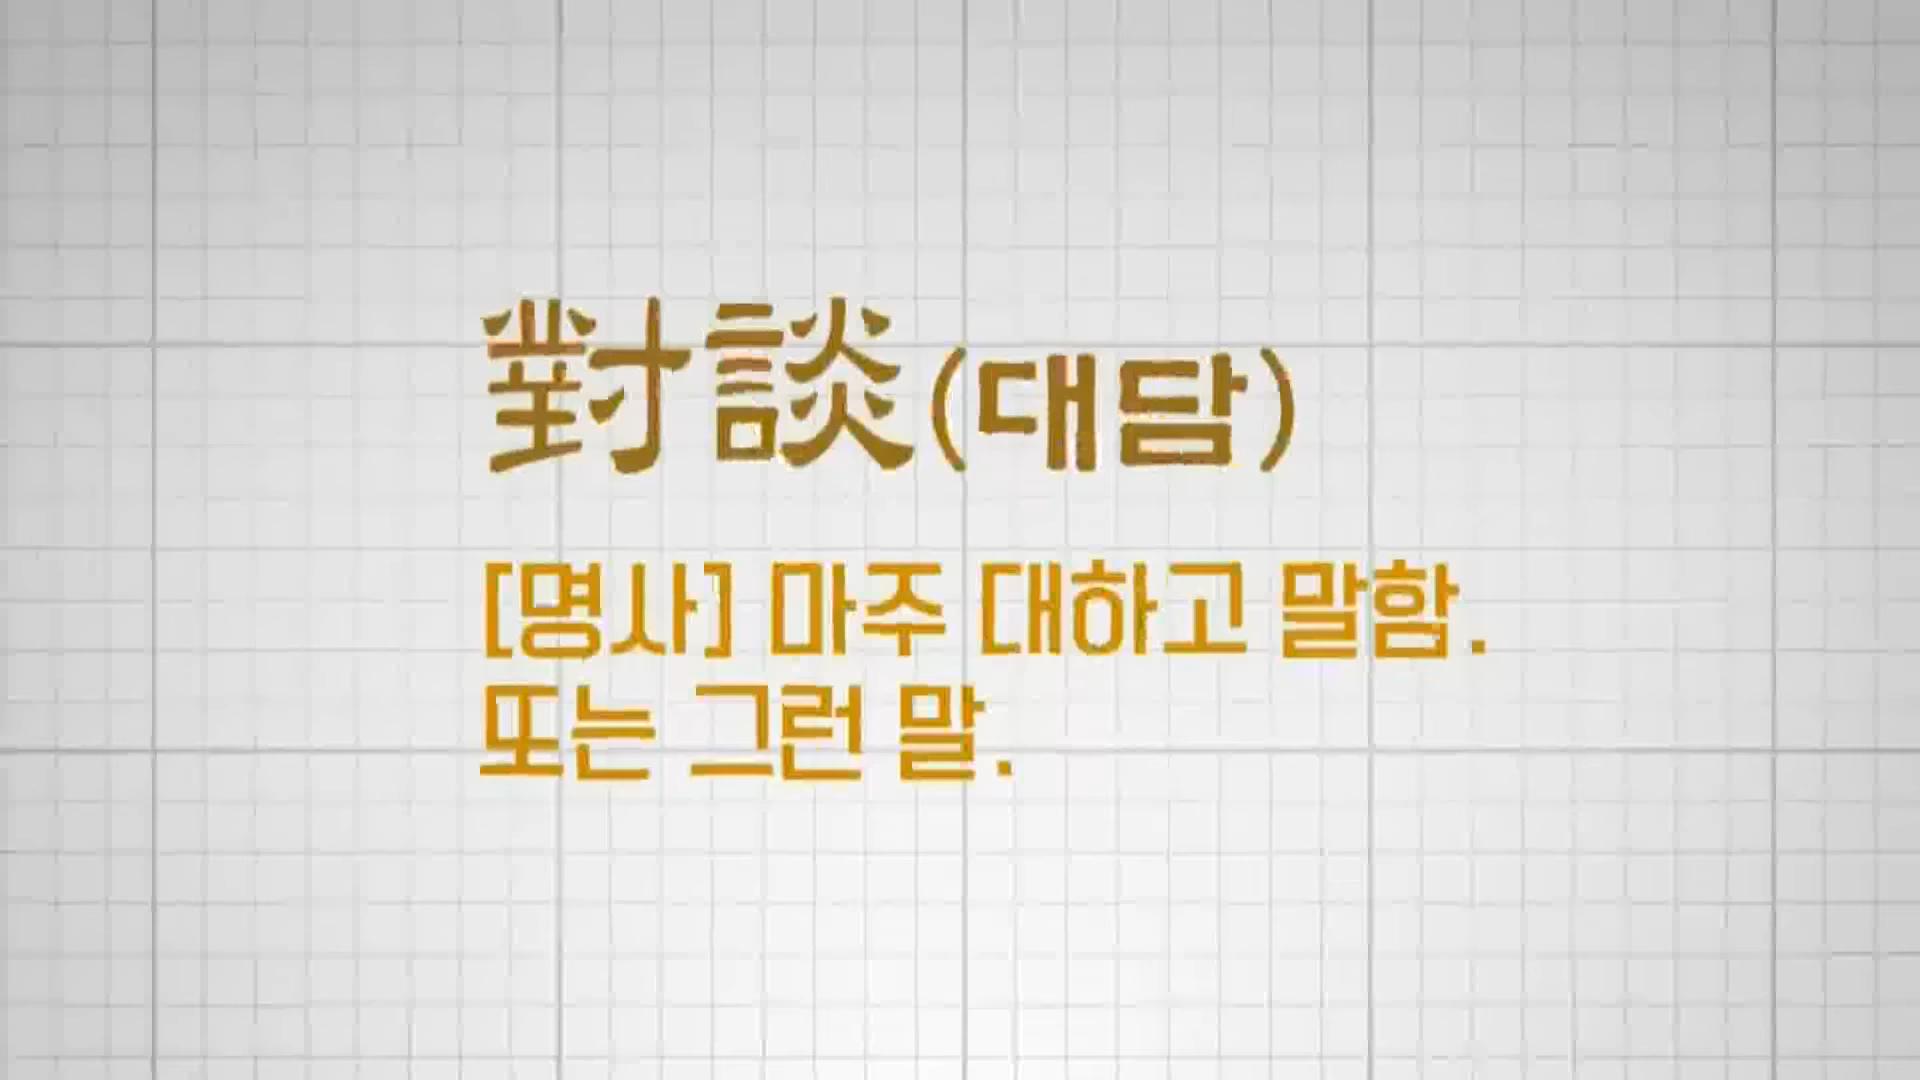 對談(대담)
[명사] 마주 대하고 말함.
또는 그런 말.